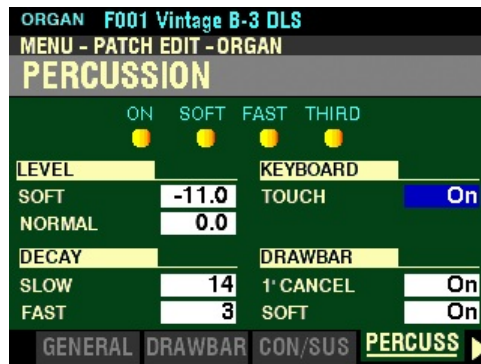 ORGAN F001 Vintage B-3 DLS
MENU - PATCH EDIT - ORGAN
PERCUSSION
ON SOFT FAST THIRD
LEVEL KEYBOARD
SOFT -11.0 TOUCH On
NORMAL 0.0
DECAY DRAWBAR
SLOW 14 1' CANCEL On
FAST 3 SOFT On
GENERAL DRAWBAR CON/SUS PERCUSS